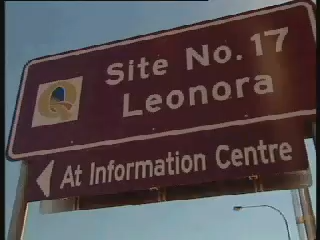 Site No. 17
Leonora
At Information Centre